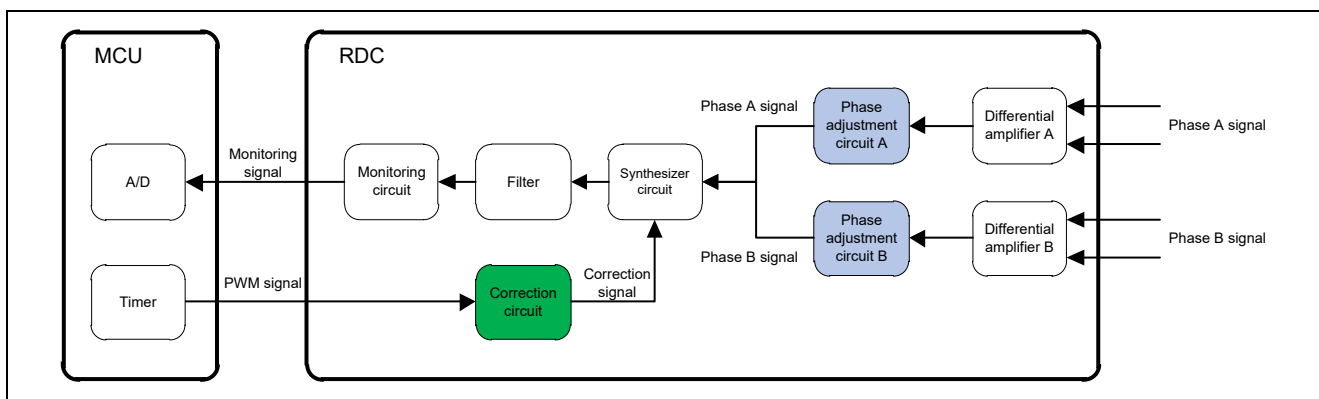 MCU
RDC
Phase A signal
Phase
adjustment
circuit A
Differential
amplifier A
Phase A signal
Monitoring
signal
A/D
Monitoring
circuit
Filter
Synthesizer
circuit
Phase B signal
Phase
adjustment
circuit B
Differential
amplifier B
Phase B signal
Timer
PWM signal
Correction
circuit
Correction
signal